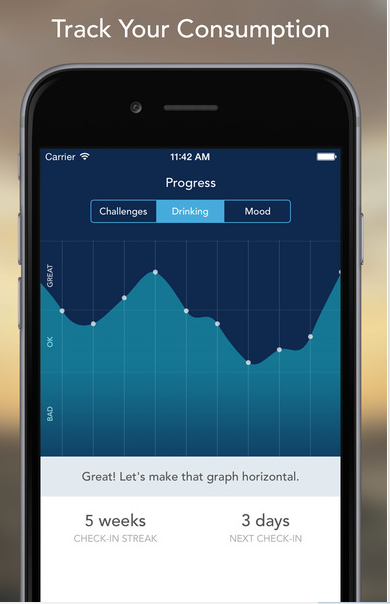 Track Your Consumption
Carrier 11:42 AM
Progress
Challenges Drinking Mood
GREAT
OK
BAD
Great! Let's make that graph horizontal.
5 weeks 3 days
CHECK-IN STREAK NEXT CHECK-IN